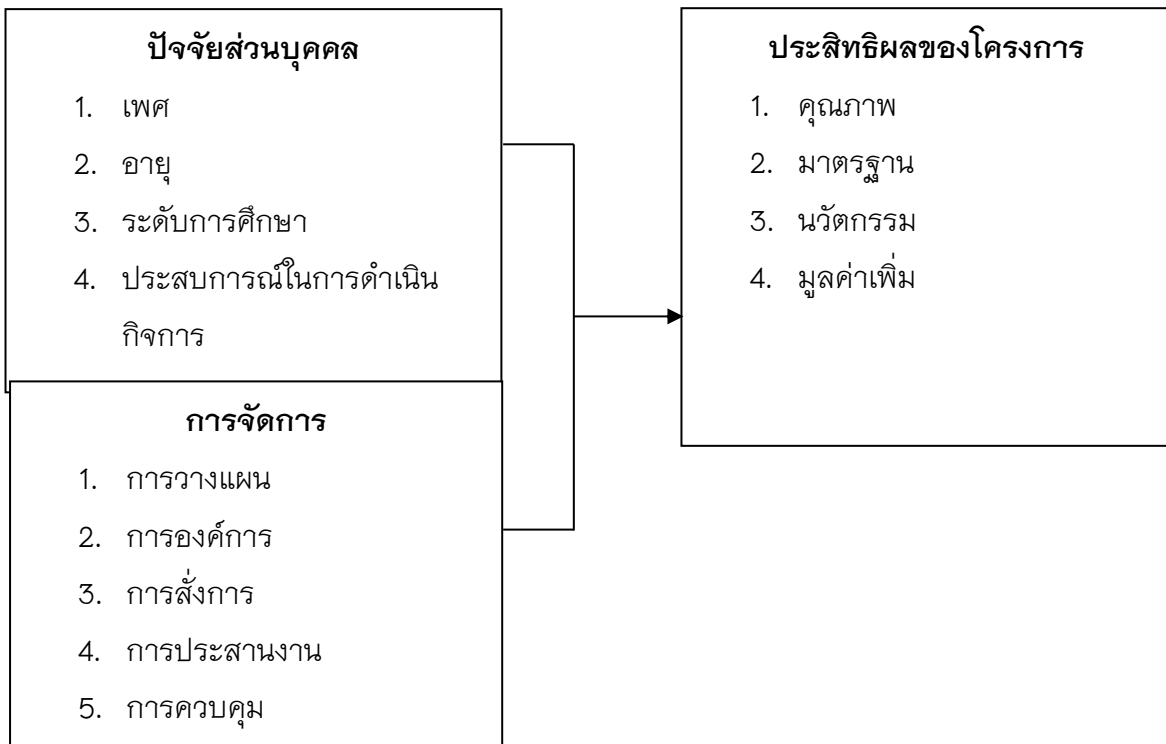 ปัจจัยส่วนบุคคล
1. เพศ
2. อายุ
3. ระดับการศึกษา
4. ประสบการณ์ในการดำเนิน
กิจการ
การจัดการ
1. การวางแผน
2. การองค์การ
3. การสั่งการ
4. การประสานงาน
5. การควบคุม
ประสิทธิผลของโครงการ
1. คุณภาพ
2. มาตรฐาน
3. นวัตกรรม
4. มูลค่าเพิ่ม